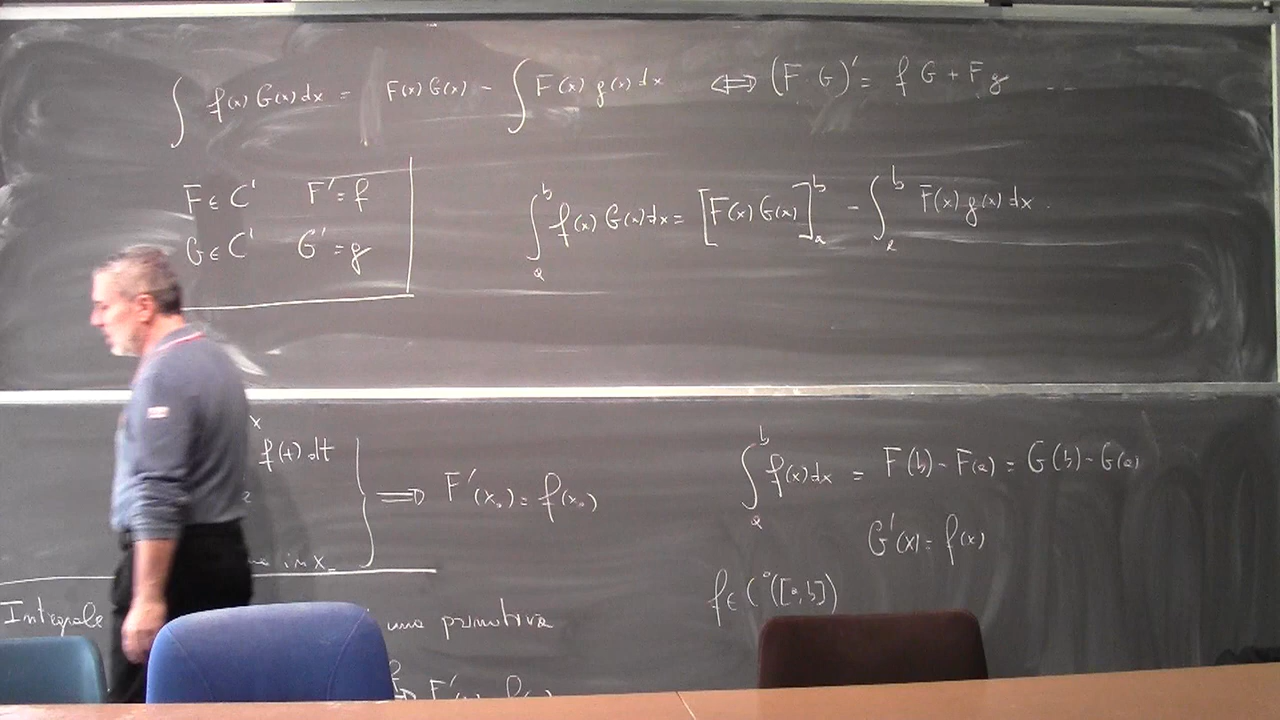 ∫ f(x) G(x) dx = F(x) G(x) - ∫ F(x) g(x) dx ⟺ (F·G)' = f G + F g
F ∈ C¹ F' = f
G ∈ C¹ G' = g
∫ₐᵇ f(x) G(x) dx = [F(x) G(x)]ₐᵇ - ∫ₐᵇ F(x) g(x) dx.
x
f(t) dt
a
⟹ F'(x₀) = f(x₀)
in x₀
Integrale una primitiva
F'
∫ₐᵇ f(x) dx = F(b) - F(a) = G(b) - G(a)
G'(x) = f(x)
f ∈ C⁰([a,b])